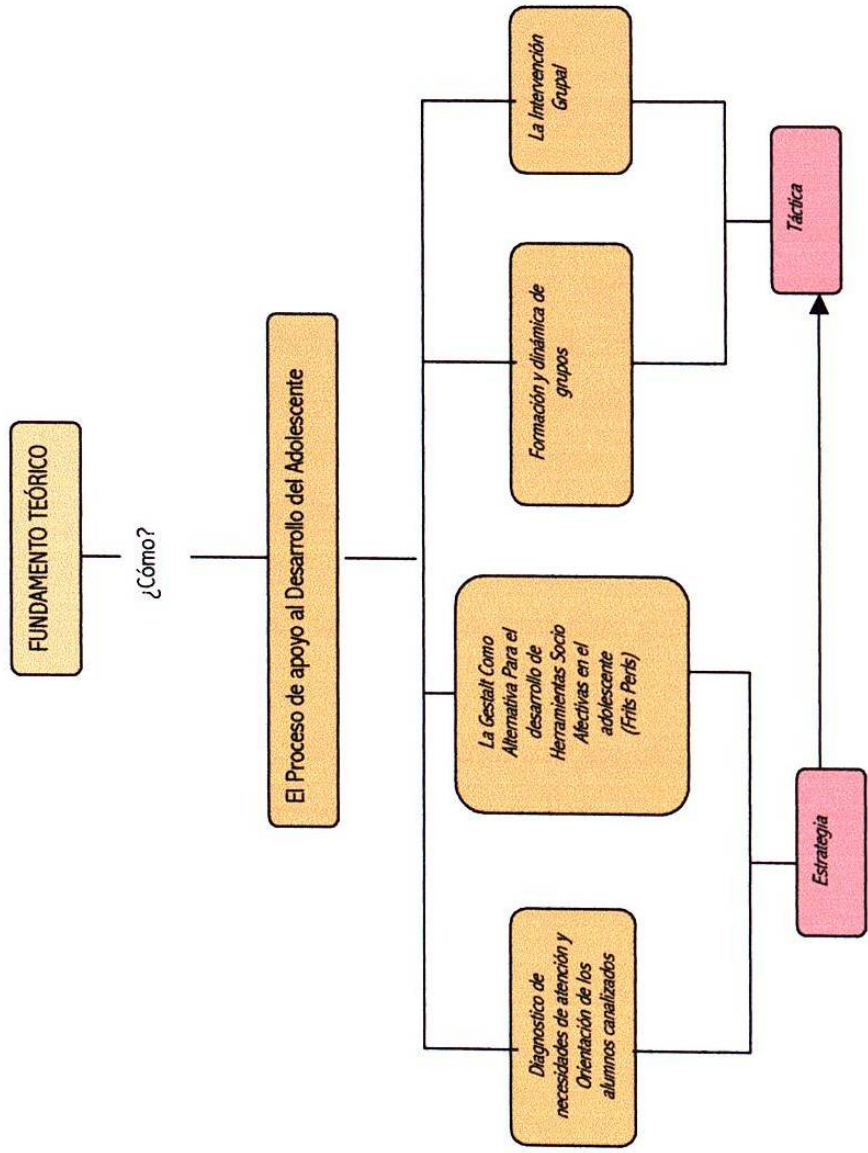 FUNDAMENTO TEÓRICO
¿Cómo?
El Proceso de apoyo al Desarrollo del Adolescente
Diagnostico de
necesidades de atención y
Orientación de los
alumnos canalizados
La Gestalt Como
Alternativa Para el
desarrollo de
Herramientas Socio
Afectivas en el
adolescente
(Frits Perls)
Formación y dinámica de
grupos
La Intervención
Grupal
Estrategia
Táctica